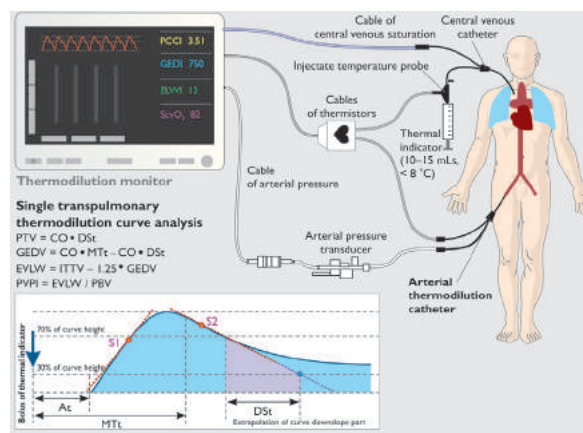 PCCI 3.51
GEDI 750
ELWI 13
ScvO₂ 82
Cable of
central venous saturation
Central venous
catheter
Injectate temperature probe
Cables
of thermistors
Thermal
indicator
(10–15 mLs,
< 8 °C)
Thermodilution monitor
Cable
of arterial pressure
Single transpulmonary
thermodilution curve analysis
PTV = CO • DSt
GEDV = CO • MTt – CO • DSt
EVLW = ITTV – 1.25 * GEDV
PVPI = EVLW / PBV
Arterial pressure
transducer
Arterial
thermodilution
catheter
Bolus of thermal indicator
70% of curve height
30% of curve height
S1
S2
At
MTt
DSt
Extrapolation of curve downslope part